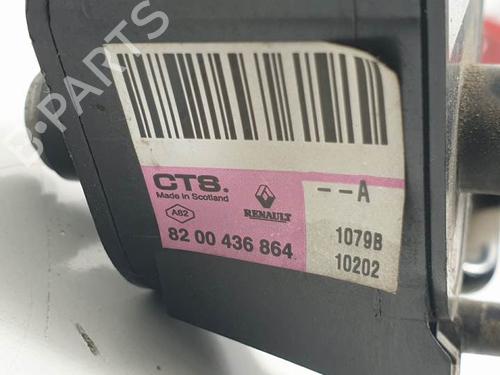 B-PARTS
CTS.
Made in Scotland
A82
RENAULT
82 00 436 864
--A
1079B
10202